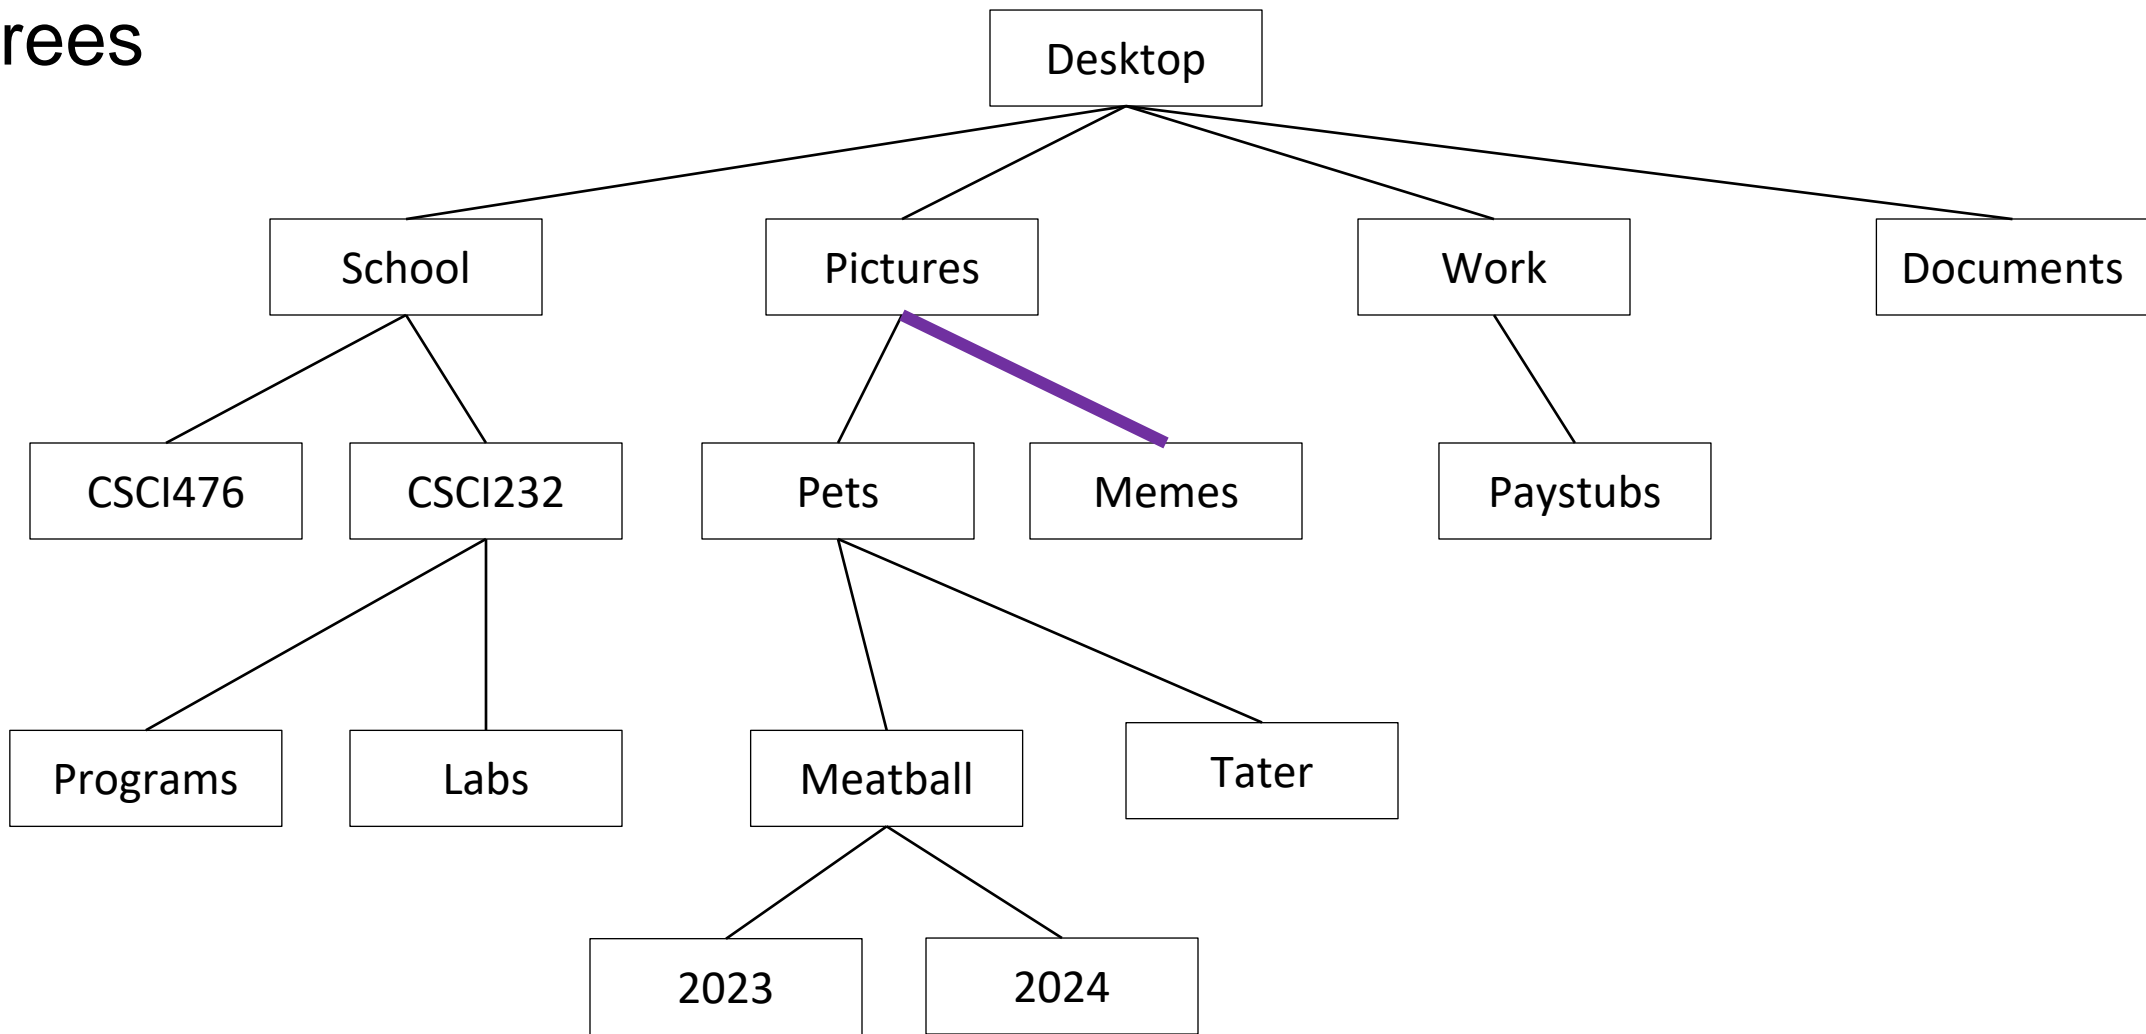 rees
Desktop
School
Pictures
Work
Documents
CSCI476
CSCI232
Pets
Memes
Paystubs
Programs
Labs
Meatball
Tater
2023
2024